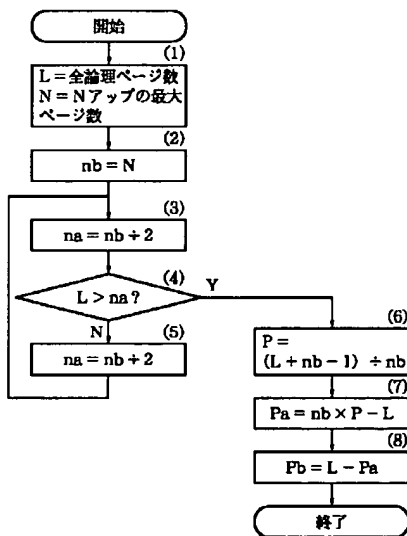 開始
(1)
L=全論理ページ数
N=Nアップの最大
ページ数
(2)
nb=N
(3)
na=nb÷2
(4)
L>na?
Y
N
(5)
na=nb÷2
(6)
P=
(L+nb-1)÷nb
(7)
Pa=nb×P-L
(8)
Pb=L-Pa
終了